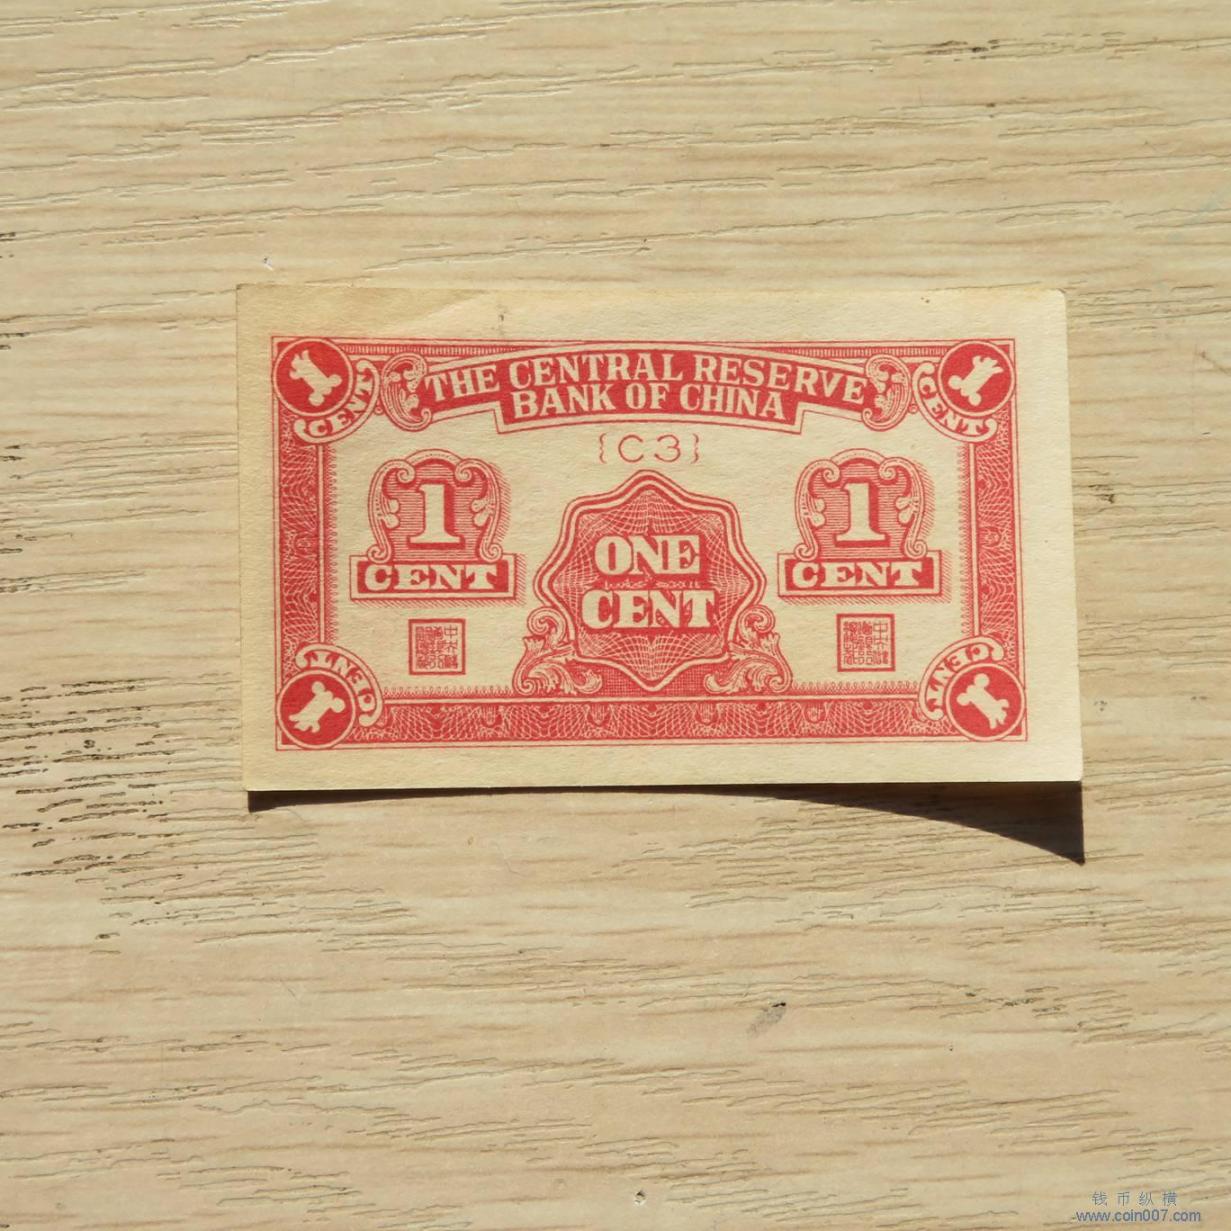 CENT
THE CENTRAL RESERVE
BANK OF CHINA
CENT
{C3}
1
CENT
ONE
CENT
1
CENT
CENT
CENT
钱币纵横
www.coin007.com